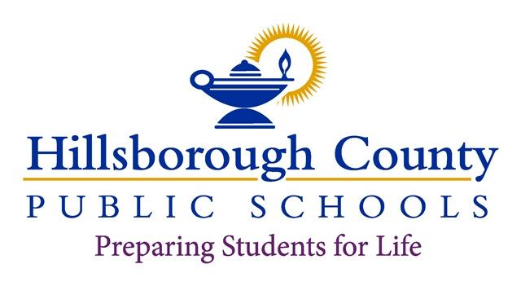 Hillsborough County
PUBLIC SCHOOLS
Preparing Students for Life